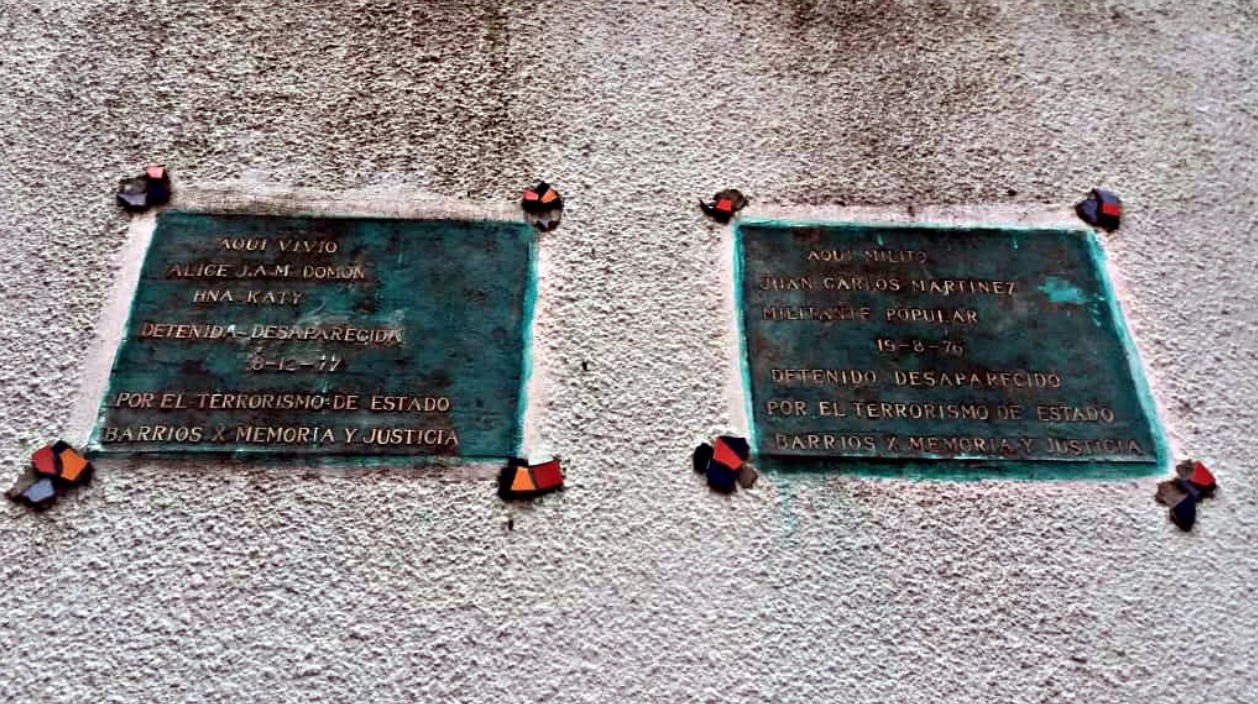 AQUI VIVIO
ALICE J.A.M DOMON
HNA KATY
DETENIDA-DESAPARECIDA
8-12-77
POR EL TERRORISMO DE ESTADO
BARRIOS X MEMORIA Y JUSTICIA
AQUI MILITO
JUAN CARLOS MARTINEZ
MILITANTE POPULAR
19-8-76
DETENIDO DESAPARECIDO
POR EL TERRORISMO DE ESTADO
BARRIOS X MEMORIA Y JUSTICIA